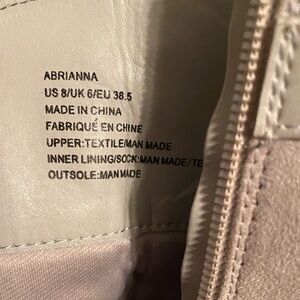 ABRIANNA
US 8/UK 6/EU 38.5
MADE IN CHINA
FABRIQUÉ EN CHINE
UPPER:TEXTILE/MAN MADE
INNER LINING/SOCK:MAN MADE/TE
OUTSOLE:MAN MADE